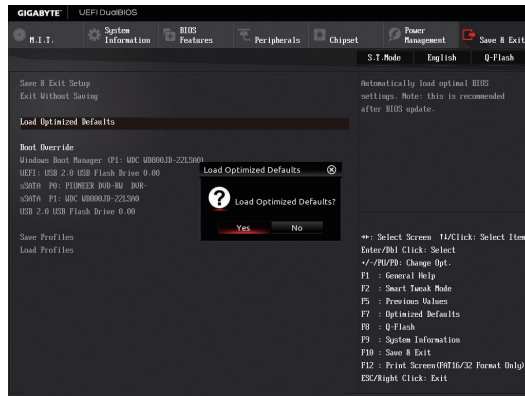 GIGABYTE™ UEFI DualBIOS
M.I.T.
System Information
BIOS Features
Peripherals
Chipset
Power Management
Save & Exit
S.T.Mode English Q-Flash
Save & Exit Setup
Exit Without Saving
Load Optimized Defaults
Boot Override
Windows Boot Manager (P1: WDC WD800JD-22LSA0)
UEFI: USB 2.0 USB Flash Drive 0.00
sSATA P0: PIONEER DVD-RW DVR-
sSATA P1: WDC WD800JD-22LSA0
USB 2.0 USB Flash Drive 0.00
Save Profiles
Load Profiles
Load Optimized Defaults
Load Optimized Defaults?
Yes No
Automatically load optimal BIOS
settings. Note: this is recommended
after BIOS update.
↔: Select Screen ↑↓/Click: Select Item
Enter/Dbl Click: Select
+/-/PU/PD: Change Opt.
F1 : General Help
F2 : Smart Tweak Mode
F5 : Previous Values
F7 : Optimized Defaults
F8 : Q-Flash
F9 : System Information
F10 : Save & Exit
F12 : Print Screen(FAT16/32 Format Only)
ESC/Right Click: Exit